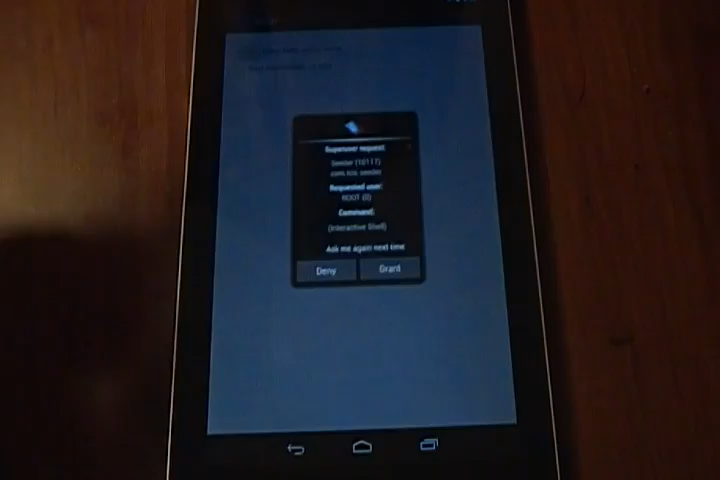 Superuser request:
Seeder (10117)
com.lcis.seeder
Requested user:
ROOT (0)
Command:
(Interactive Shell)
Ask me again next time
Deny
Grant